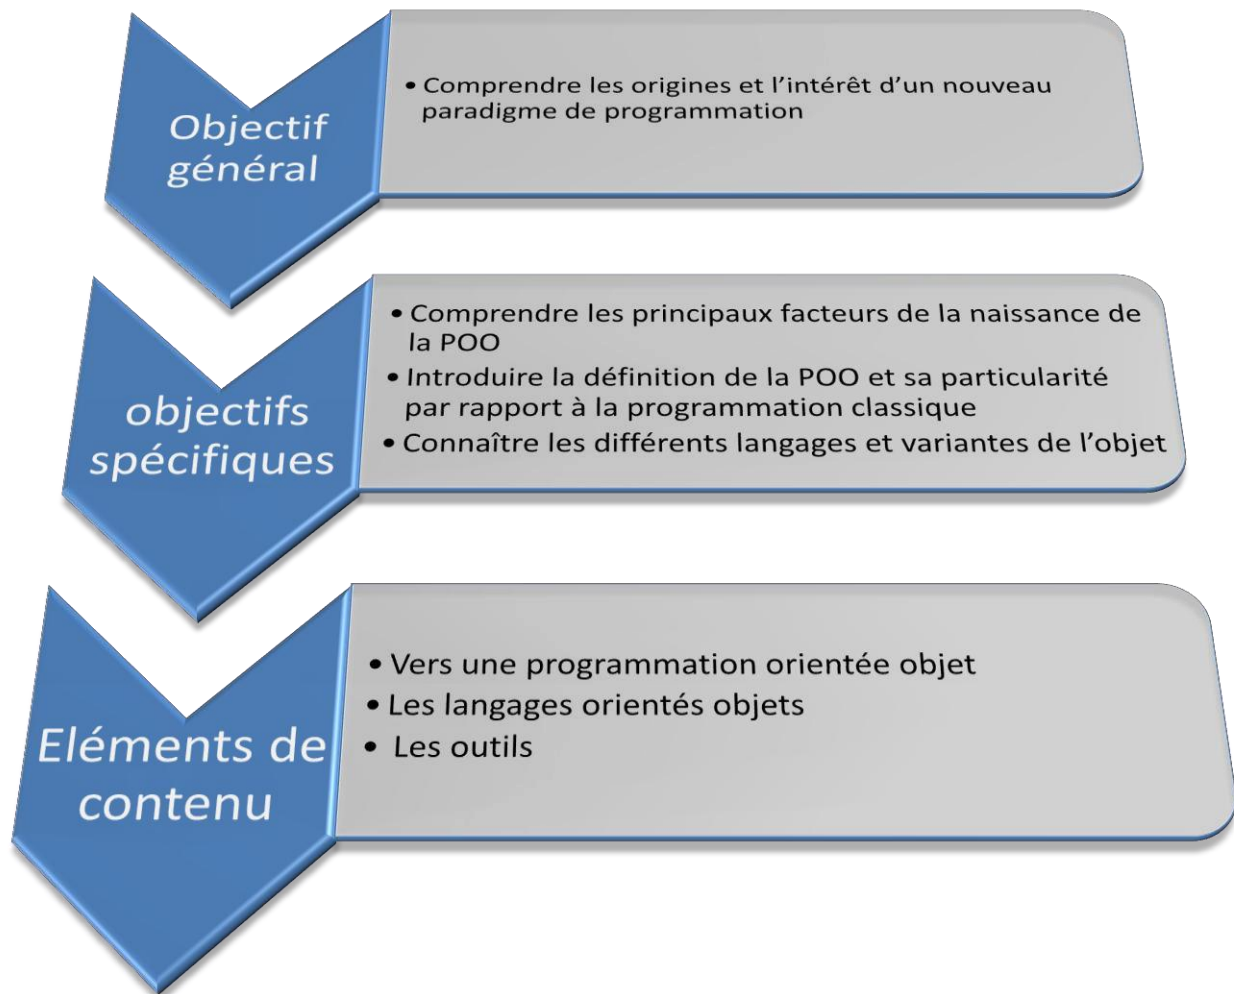 Objectif
général
• Comprendre les origines et l’intérêt d’un nouveau
paradigme de programmation
objectifs
spécifiques
• Comprendre les principaux facteurs de la naissance de
la POO
• Introduire la définition de la POO et sa particularité
par rapport à la programmation classique
• Connaître les différents langages et variantes de l’objet
Eléments de
contenu
• Vers une programmation orientée objet
• Les langages orientés objets
• Les outils